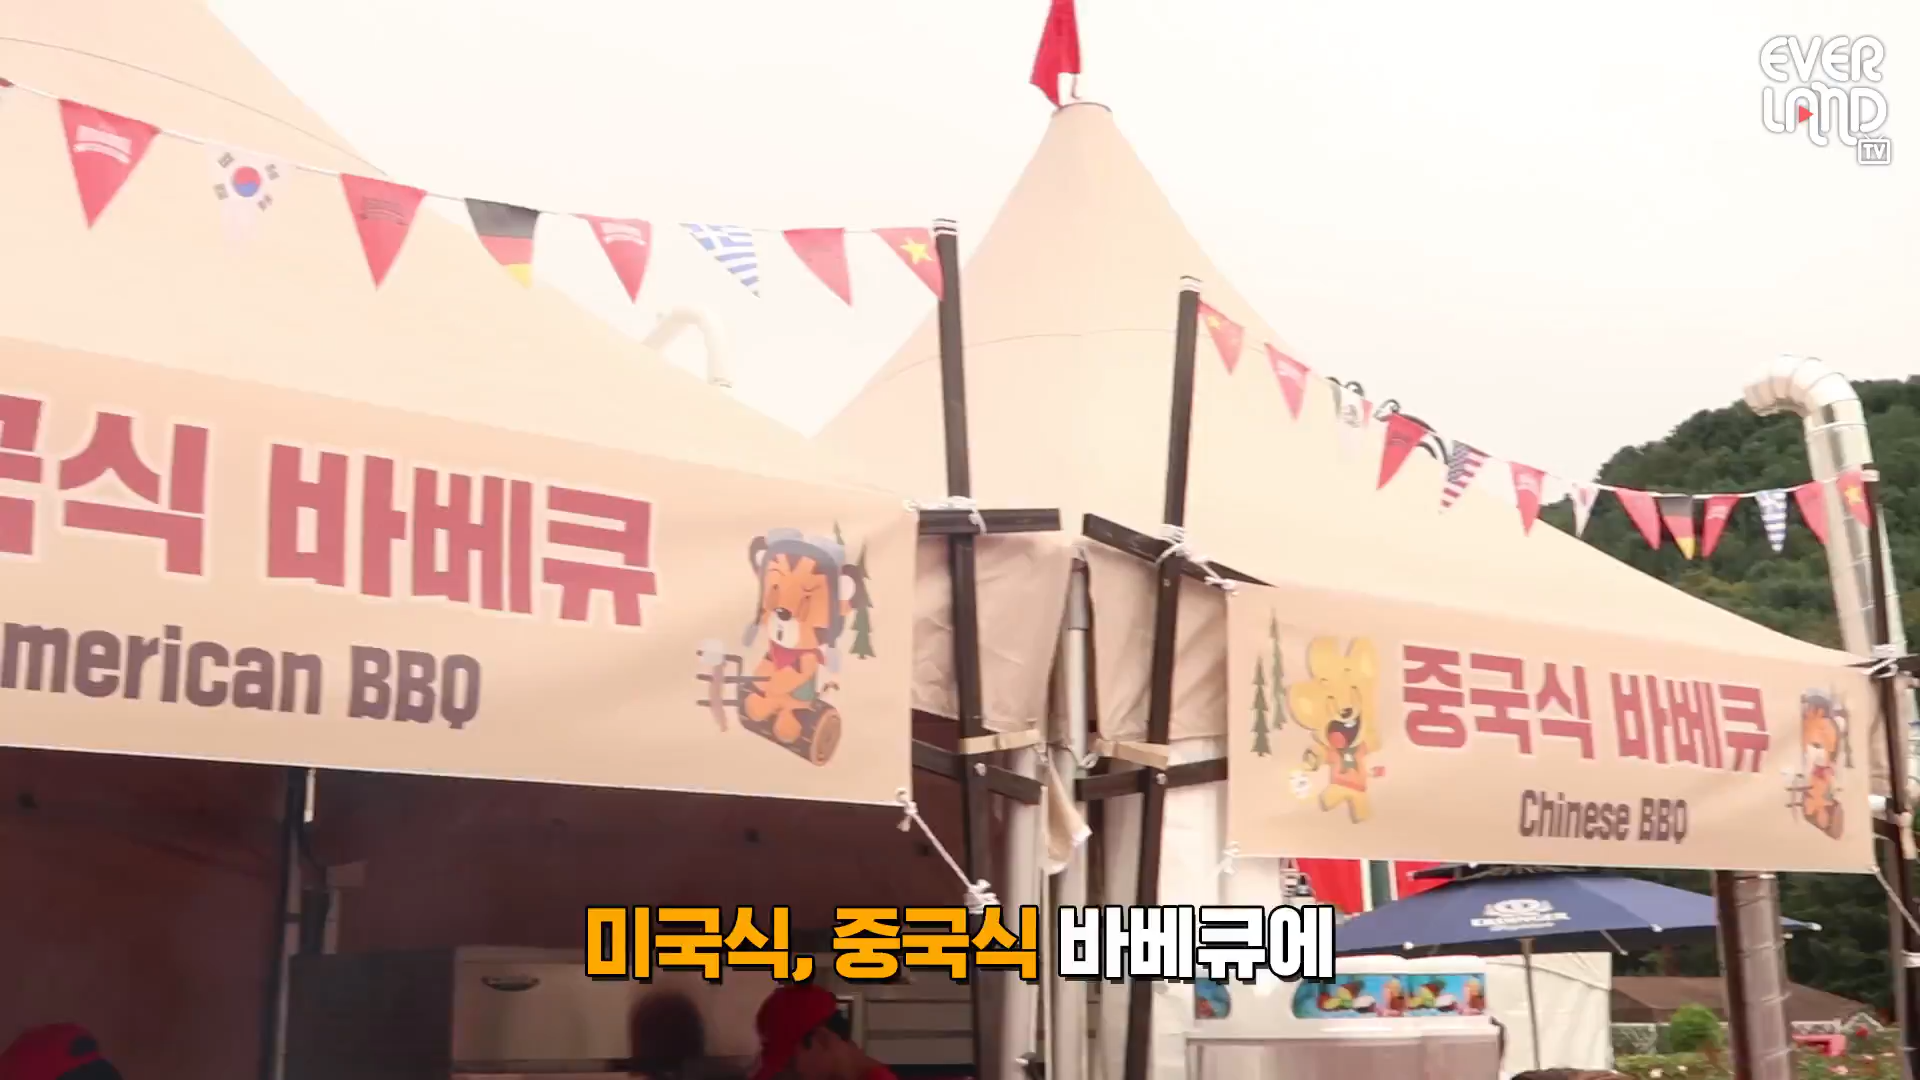 EVER
LAND
TV
국식 바베큐
merican BBQ
중국식 바베큐
Chinese BBQ
ERDINGER
미국식, 중국식 바베큐에